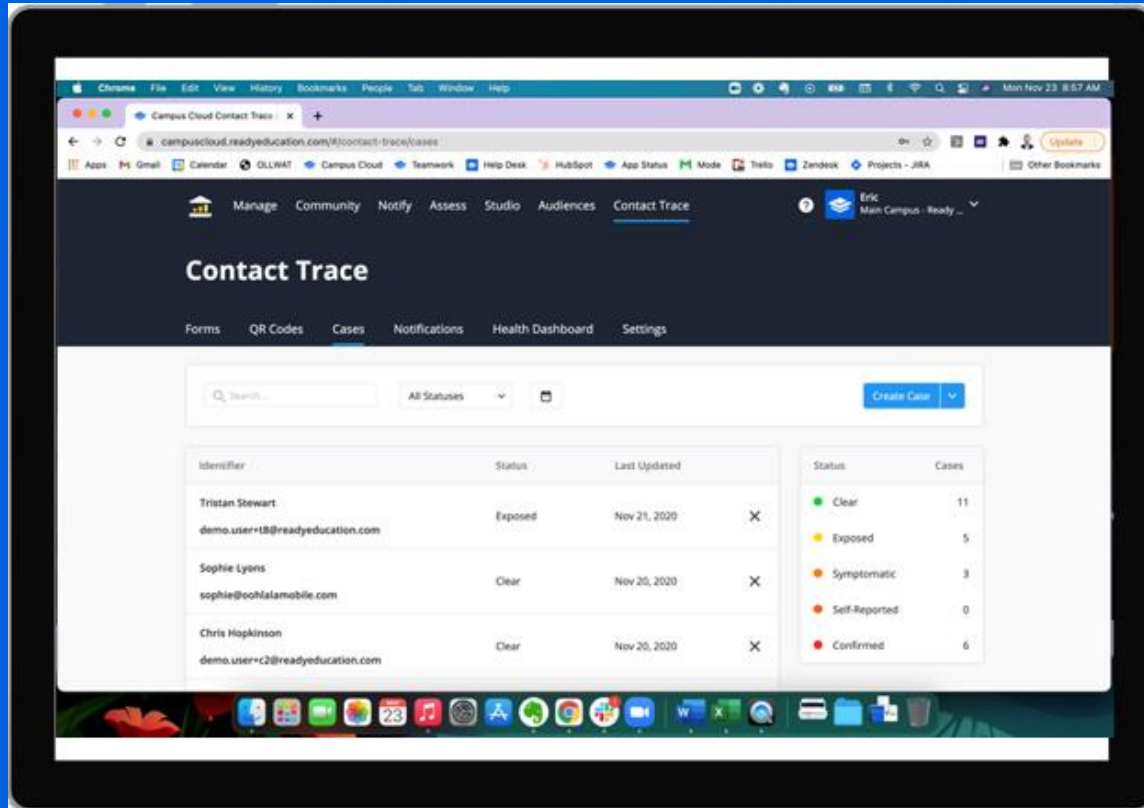 Chrome File Edit View History Bookmarks People Tab Window Help Mon Nov 23 8:57 AM
Campus Cloud Contact Trace
campuscloud.readyeducation.com/#/contact-trace/cases Update
Apps Gmail Calendar OLLWAT Campus Cloud Teamwork Help Desk HubSpot App Status Mode Trello Zendesk Projects - JIRA Other Bookmarks
Manage Community Notify Assess Studio Audiences Contact Trace ? Eric
Main Campus - Ready ...
Contact Trace
Forms QR Codes Cases Notifications Health Dashboard Settings
Search... All Statuses Create Case
Identifier Status Last Updated Status Cases
Tristan Stewart
demo.user+t8@readyeducation.com Exposed Nov 21, 2020
Sophie Lyons
sophie@oohlalamobile.com Clear Nov 20, 2020
Chris Hopkinson
demo.user+c2@readyeducation.com Clear Nov 20, 2020
Clear 11
Exposed 5
Symptomatic 3
Self-Reported 0
Confirmed 6
23
W X